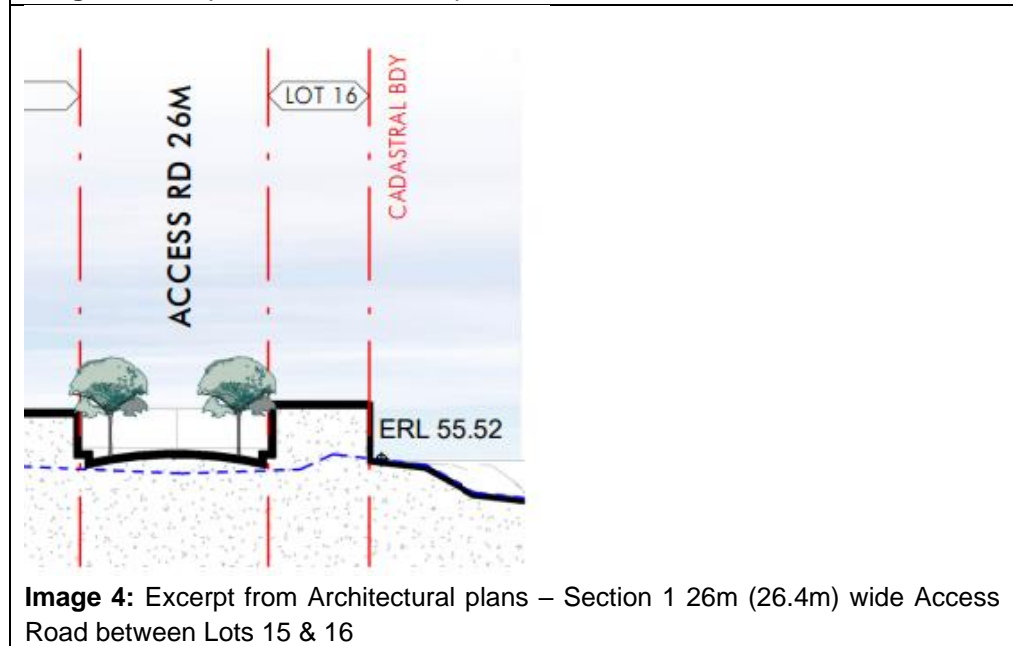 LOT 16
CADASTRAL BDY
ACCESS RD 26M
ERL 55.52
Image 4: Excerpt from Architectural plans – Section 1 26m (26.4m) wide Access
Road between Lots 15 & 16